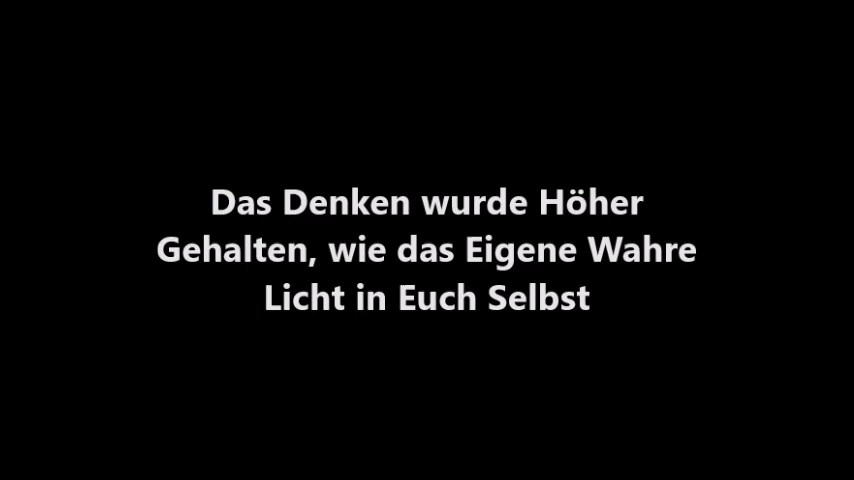 Das Denken wurde Höher
Gehalten, wie das Eigene Wahre
Licht in Euch Selbst